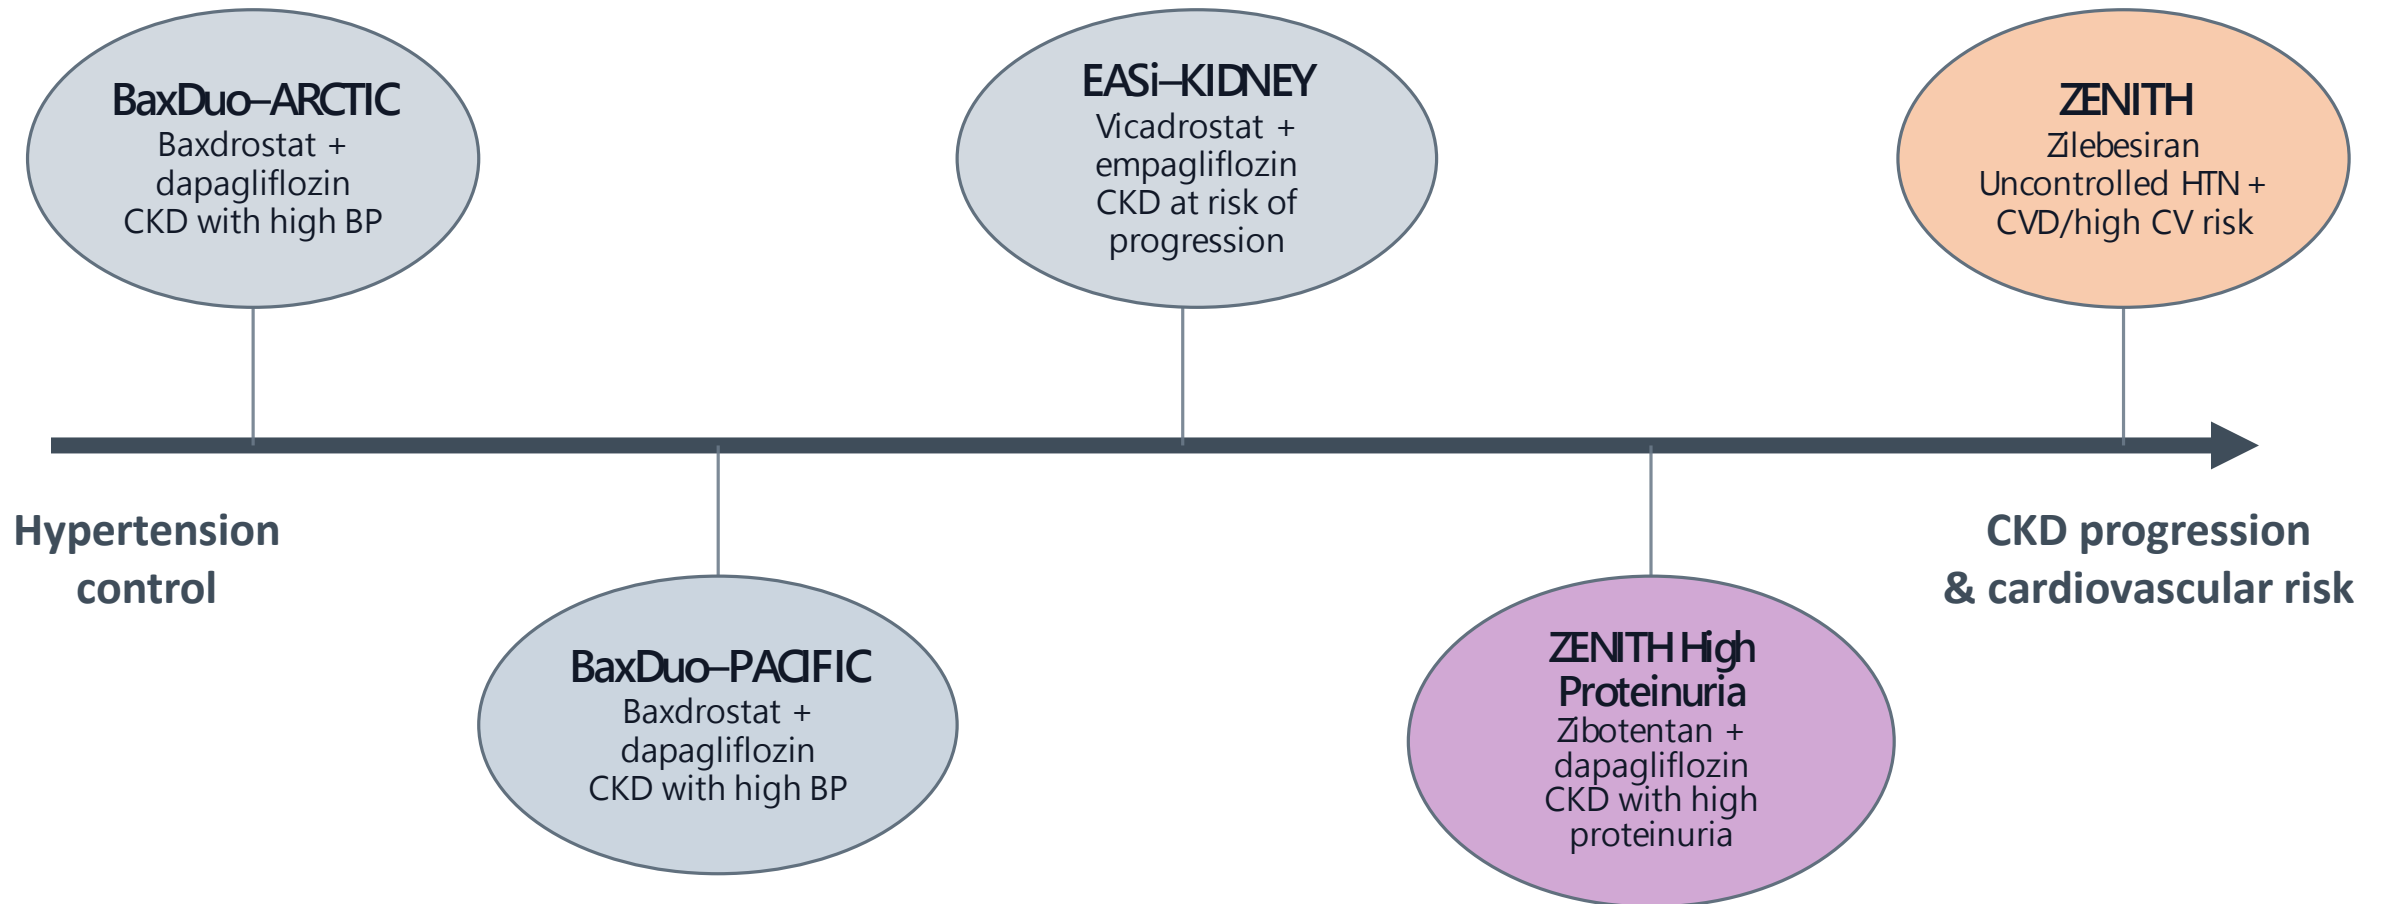 BaxDuo–ARCTIC
Baxdrostat +
dapagliflozin
CKD with high BP
EASi–KIDNEY
Vicadrostat +
empagliflozin
CKD at risk of
progression
ZENITH
Zilebesiran
Uncontrolled HTN +
CVD/high CV risk
Hypertension
control
CKD progression
& cardiovascular risk
BaxDuo–PACIFIC
Baxdrostat +
dapagliflozin
CKD with high BP
ZENITH High
Proteinuria
Zibotentan +
dapagliflozin
CKD with high
proteinuria